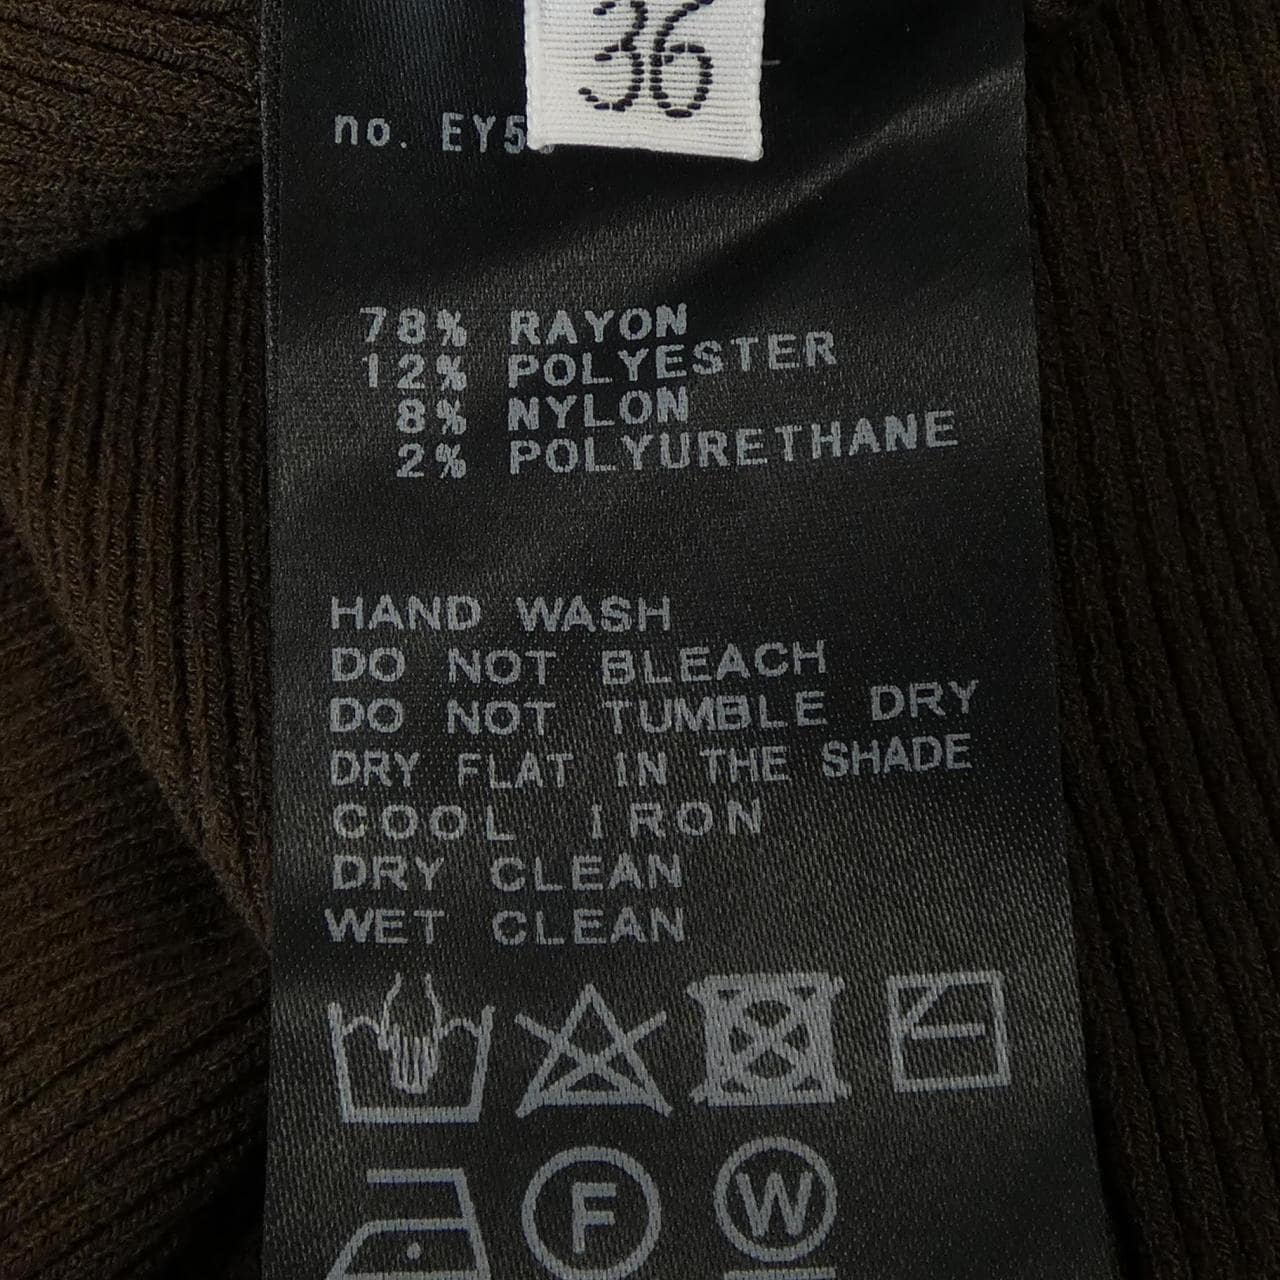 36
no. EY5
78% RAYON
12% POLYESTER
8% NYLON
2% POLYURETHANE
HAND WASH
DO NOT BLEACH
DO NOT TUMBLE DRY
DRY FLAT IN THE SHADE
COOL IRON
DRY CLEAN
WET CLEAN
F W